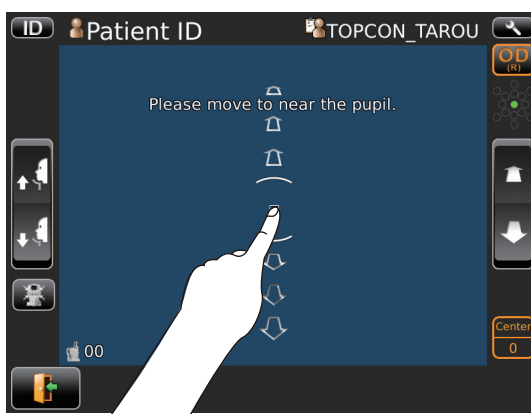 ID
Patient ID
TOPCON_TAROU
OD
(R)
Please move to near the pupil.
00
Center
0